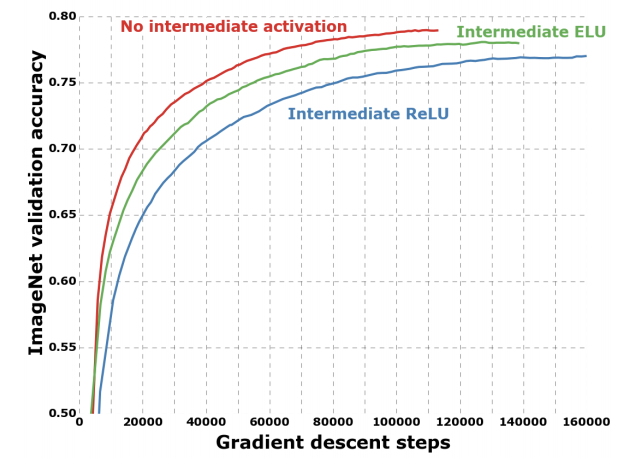 0.80
No intermediate activation
Intermediate ELU
0.75
Intermediate ReLU
0.70
0.65
0.60
0.55
0.50
ImageNet validation accuracy
0 20000 40000 60000 80000 100000 120000 140000 160000
Gradient descent steps